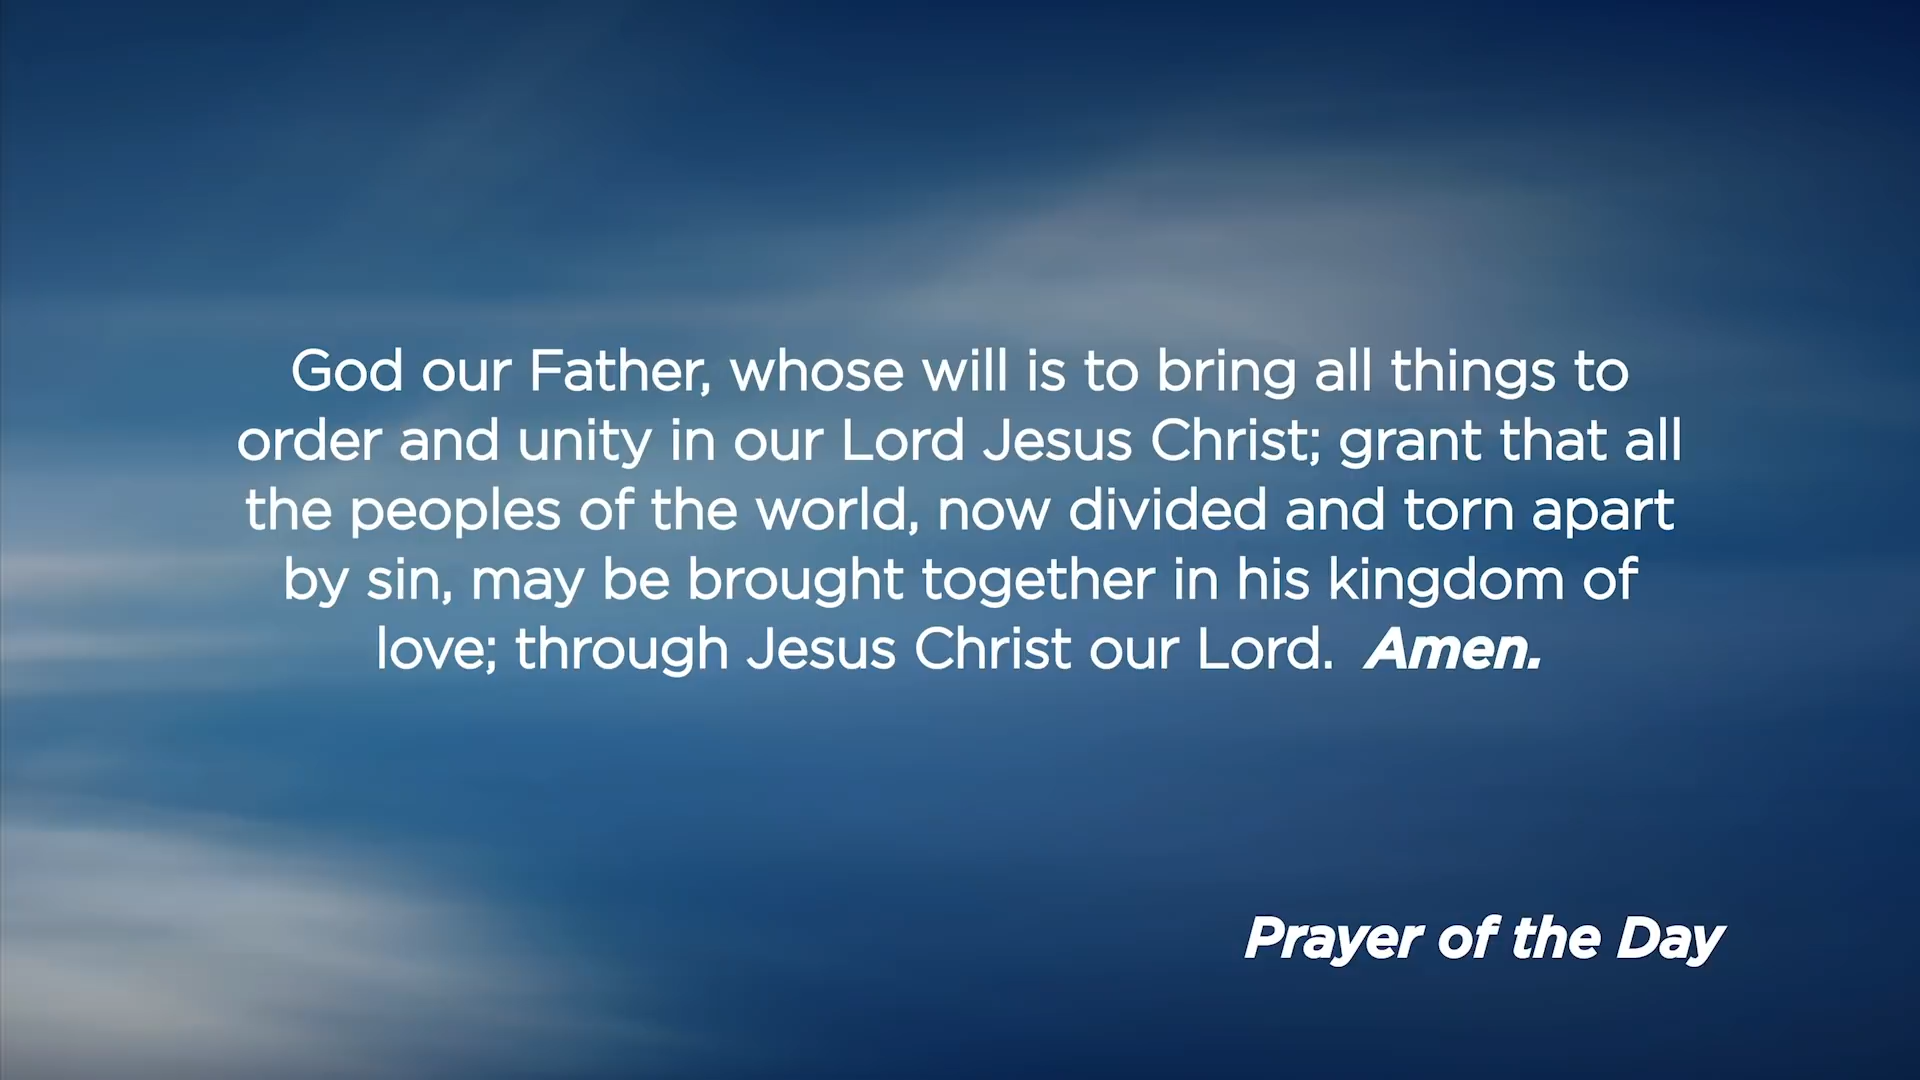 God our Father, whose will is to bring all things to
order and unity in our Lord Jesus Christ; grant that all
the peoples of the world, now divided and torn apart
by sin, may be brought together in his kingdom of
love; through Jesus Christ our Lord. Amen.
Prayer of the Day